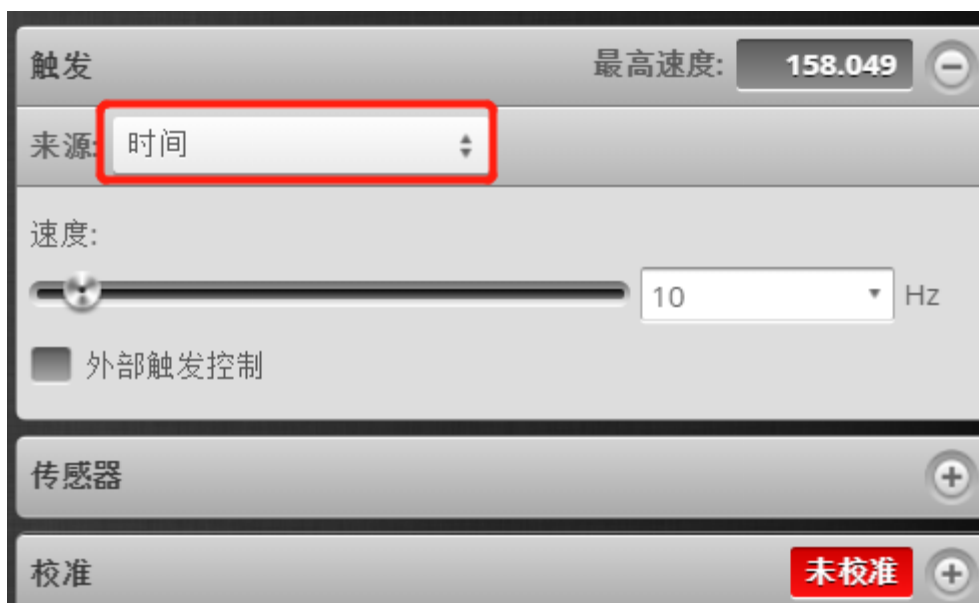 触发 最高速度: 158.049
来源: 时间
速度:
10 Hz
外部触发控制
传感器
校准 未校准